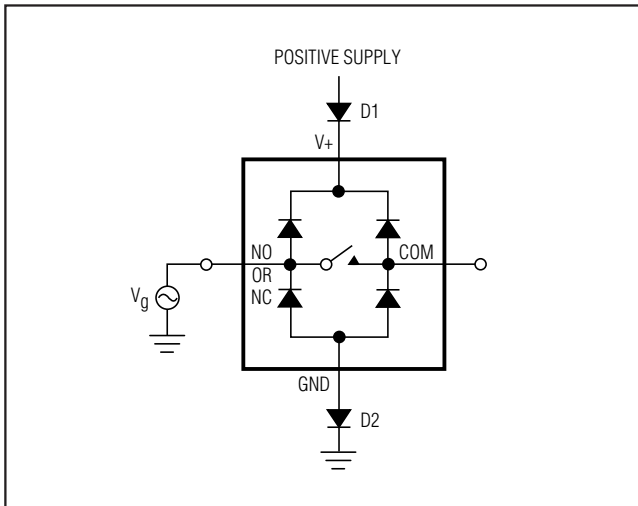 POSITIVE SUPPLY
D1
V+
NO
OR
NC
COM
Vg
GND
D2